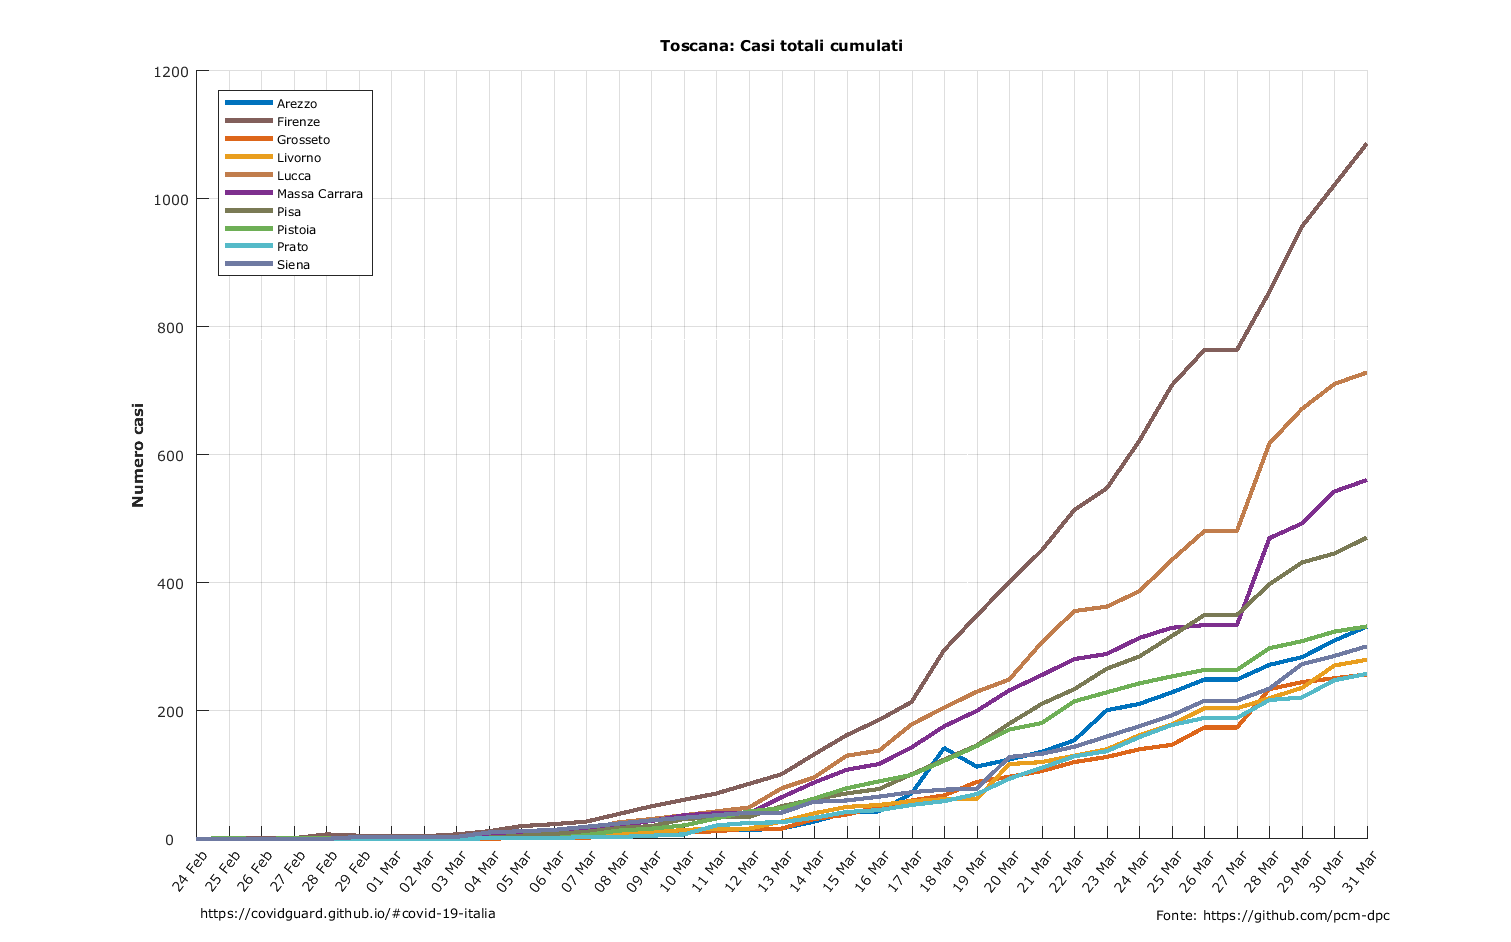 Toscana: Casi totali cumulati
Numero casi
1200
1000
800
600
400
200
0
Arezzo
Firenze
Grosseto
Livorno
Lucca
Massa Carrara
Pisa
Pistoia
Prato
Siena
24 Feb
25 Feb
26 Feb
27 Feb
28 Feb
29 Feb
01 Mar
02 Mar
03 Mar
04 Mar
05 Mar
06 Mar
07 Mar
08 Mar
09 Mar
10 Mar
11 Mar
12 Mar
13 Mar
14 Mar
15 Mar
16 Mar
17 Mar
18 Mar
19 Mar
20 Mar
21 Mar
22 Mar
23 Mar
24 Mar
25 Mar
26 Mar
27 Mar
28 Mar
29 Mar
30 Mar
31 Mar
https://covidguard.github.io/#covid-19-italia
Fonte: https://github.com/pcm-dpc